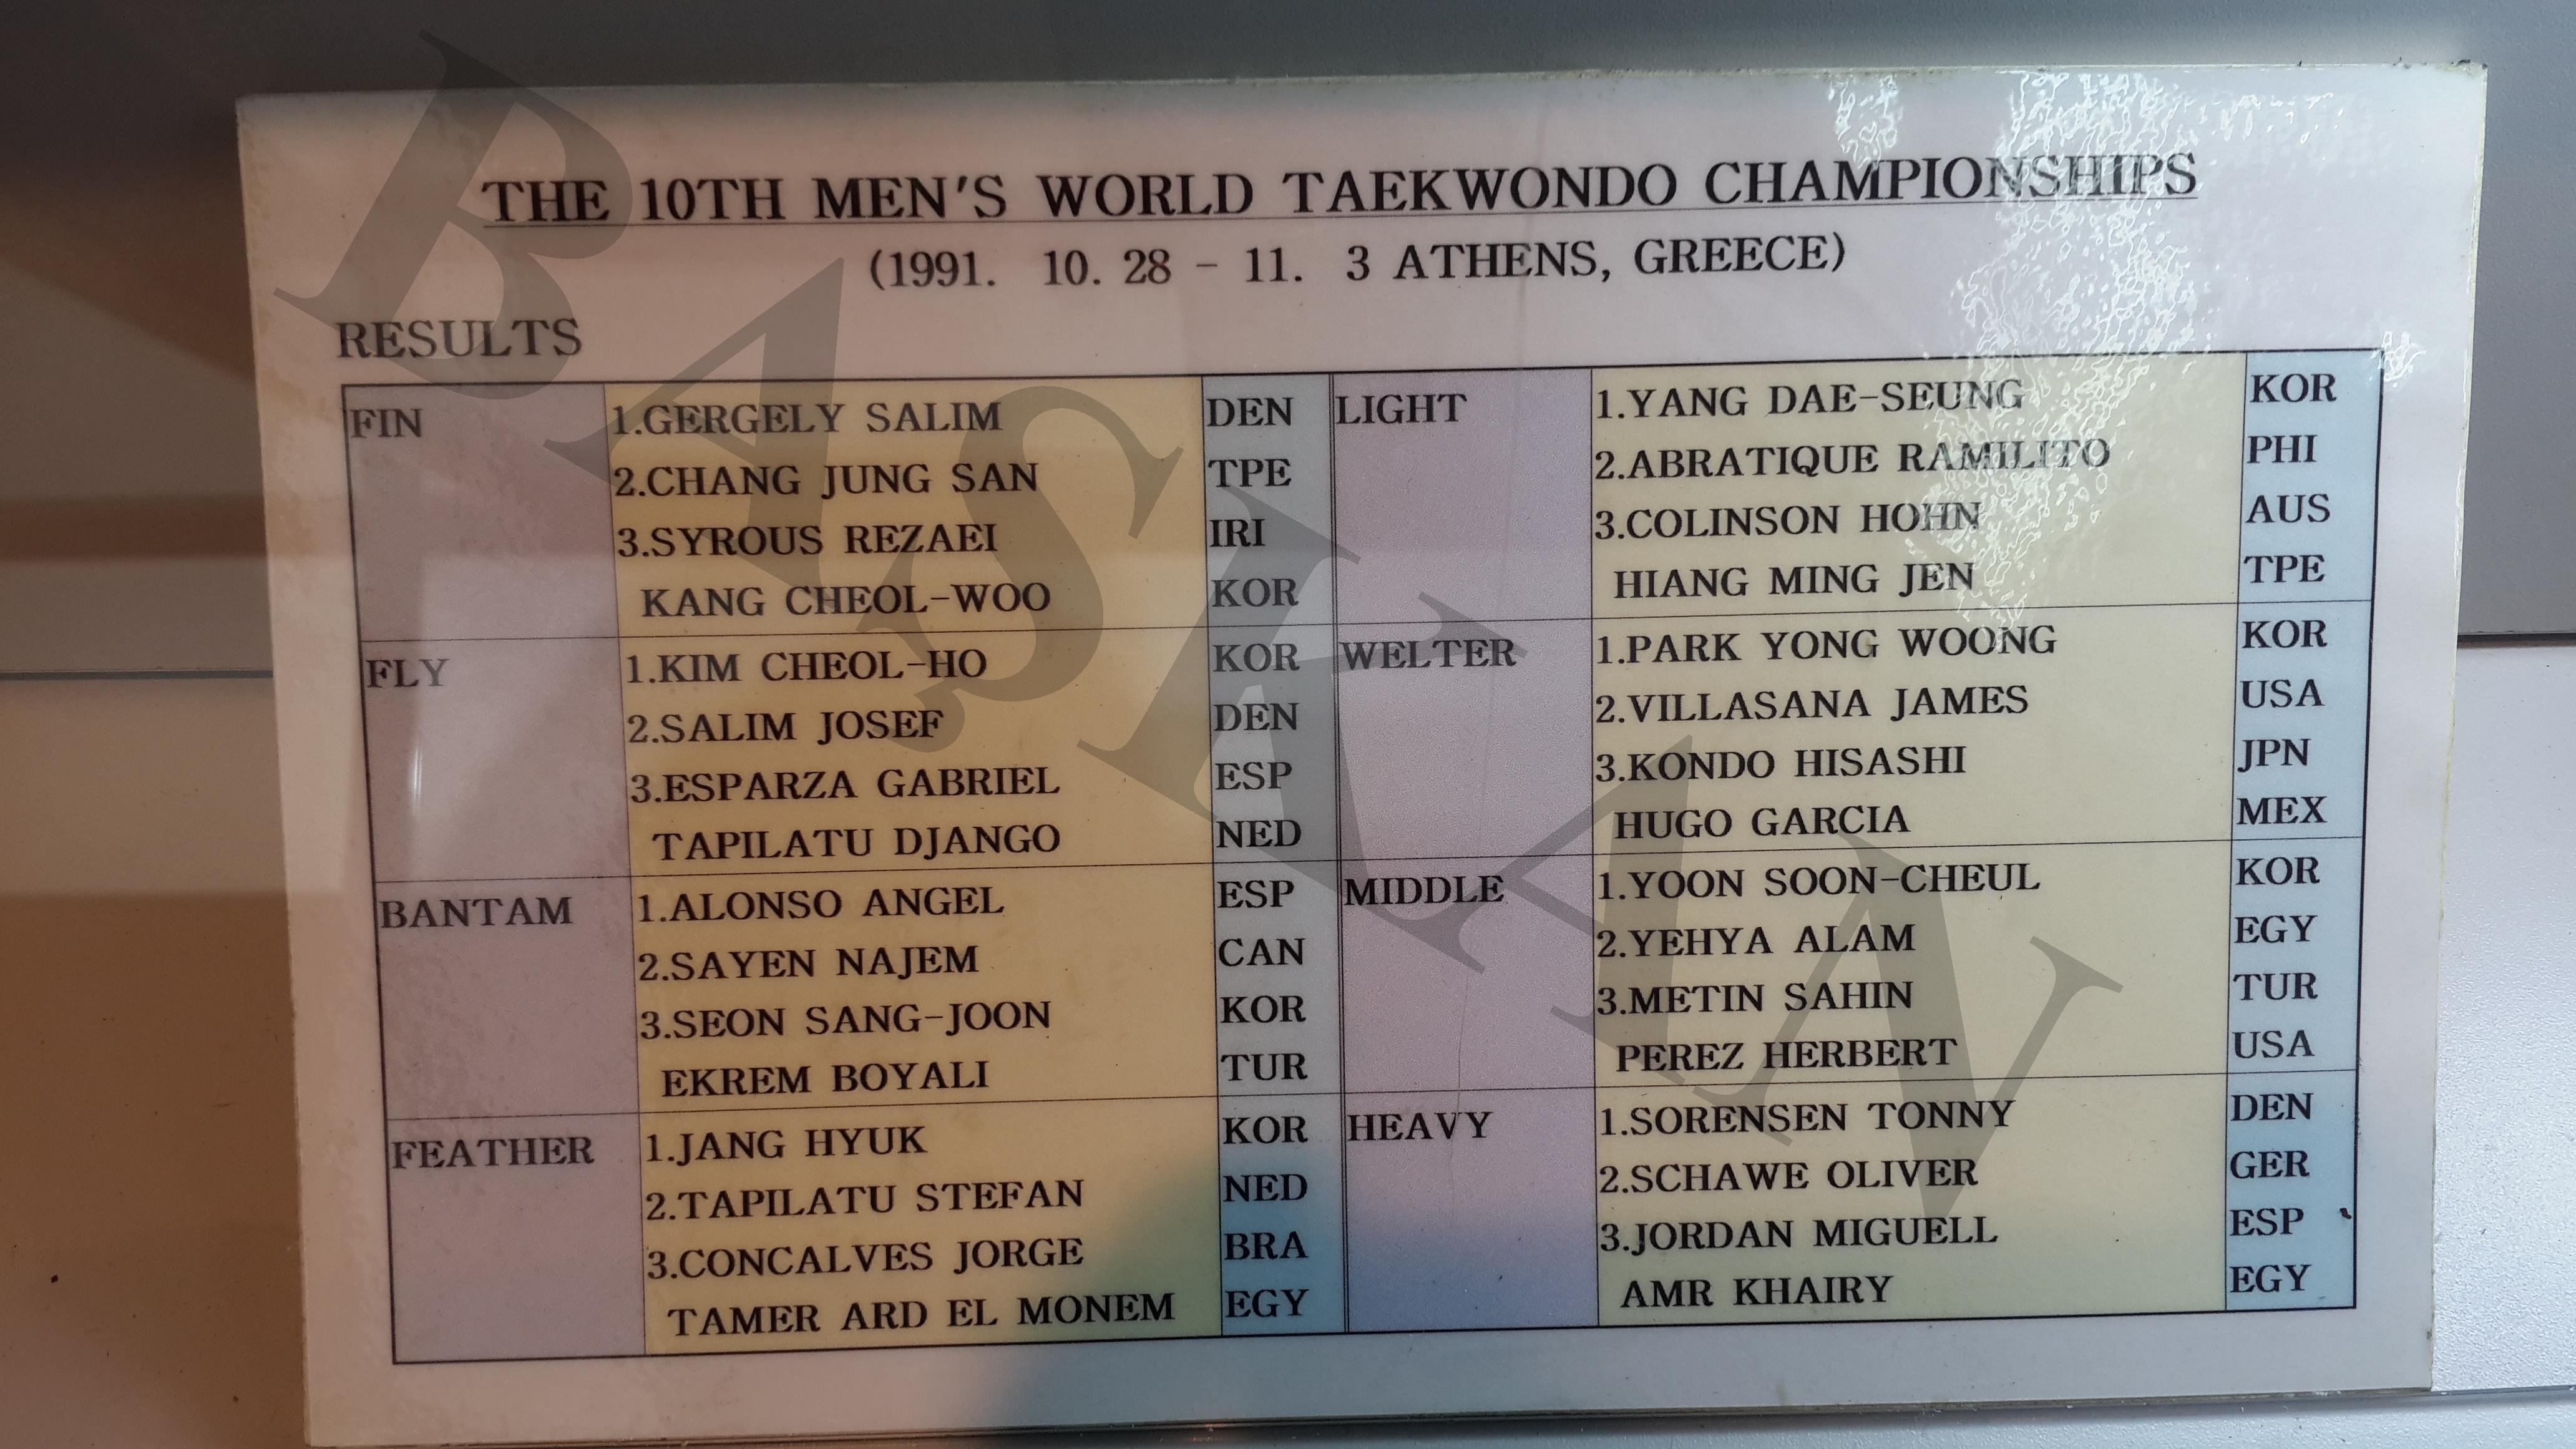 THE 10TH MEN'S WORLD TAEKWONDO CHAMPIONSHIPS
(1991. 10. 28 - 11. 3 ATHENS, GREECE)
RESULTS
FIN 1.GERGELY SALIM DEN
2.CHANG JUNG SAN TPE
3.SYROUS REZAEI IRI
KANG CHEOL-WOO KOR
FLY 1.KIM CHEOL-HO KOR
2.SALIM JOSEF DEN
3.ESPARZA GABRIEL ESP
TAPILATU DJANGO NED
BANTAM 1.ALONSO ANGEL ESP
2.SAYEN NAJEM CAN
3.SEON SANG-JOON KOR
EKREM BOYALI TUR
FEATHER 1.JANG HYUK KOR
2.TAPILATU STEFAN NED
3.CONCALVES JORGE BRA
TAMER ARD EL MONEM EGY
LIGHT 1.YANG DAE-SEUNG KOR
2.ABRATIQUE RAMILITO PHI
3.COLINSON HOHN AUS
HIANG MING JEN TPE
WELTER 1.PARK YONG WOONG KOR
2.VILLASANA JAMES USA
3.KONDO HISASHI JPN
HUGO GARCIA MEX
MIDDLE 1.YOON SOON-CHEUL KOR
2.YEHYA ALAM EGY
3.METIN SAHIN TUR
PEREZ HERBERT USA
HEAVY 1.SORENSEN TONNY DEN
2.SCHAWE OLIVER GER
3.JORDAN MIGUELL ESP
AMR KHAIRY EGY
BAŞKAN